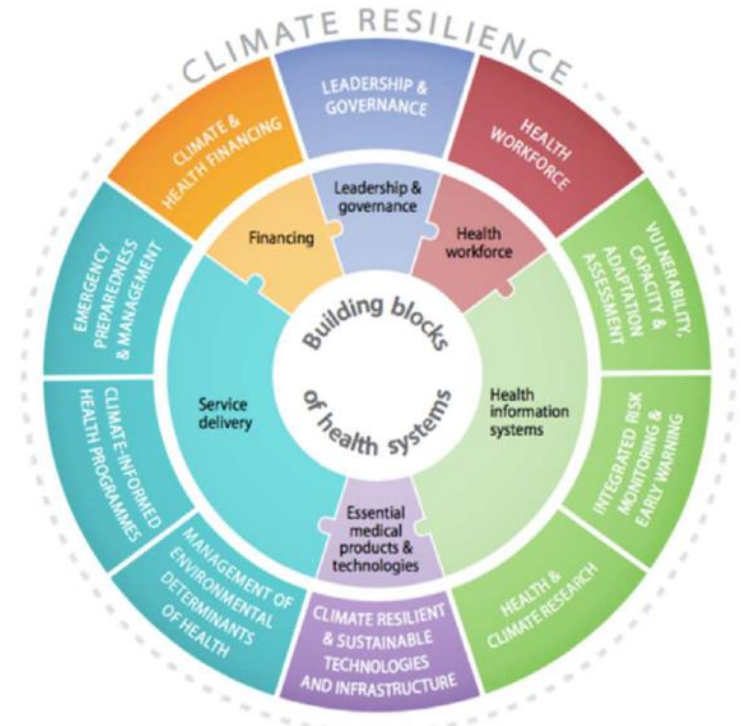 CLIMATE RESILIENCE
LEADERSHIP &
GOVERNANCE
HEALTH
WORKFORCE
VULNERABILITY,
CAPACITY &
ADAPTATION
ASSESSMENT
INTEGRATED RISK
MONITORING &
EARLY WARNING
HEALTH &
CLIMATE RESEARCH
CLIMATE RESILIENT
& SUSTAINABLE
TECHNOLOGIES
AND INFRASTRUCTURE
MANAGEMENT OF
ENVIRONMENTAL
DETERMINANTS
OF HEALTH
CLIMATE-INFORMED
HEALTH PROGRAMMES
EMERGENCY
PREPAREDNESS
& MANAGEMENT
CLIMATE &
HEALTH FINANCING
Leadership &
governance
Health
workforce
Health
information
systems
Essential
medical
products &
technologies
Service
delivery
Financing
Building blocks
of health systems